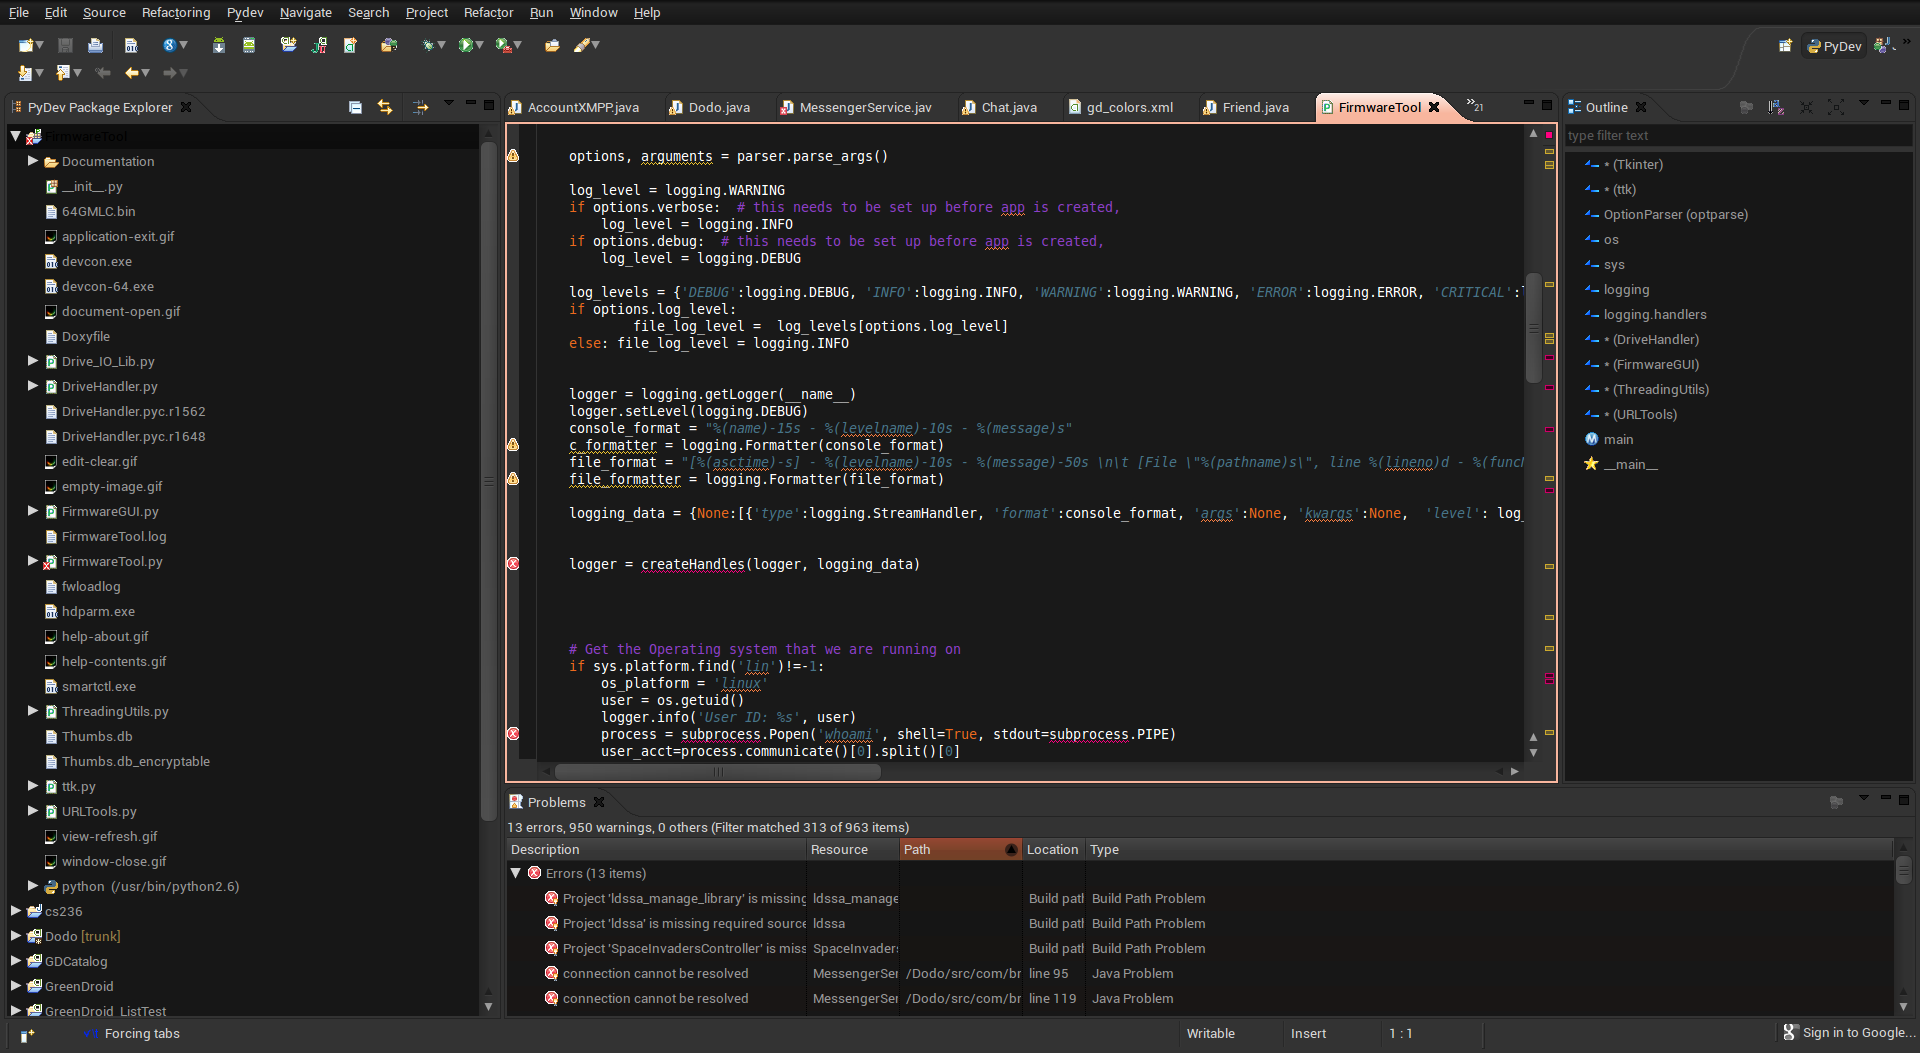 File Edit Source Refactoring Pydev Navigate Search Project Refactor Run Window Help
PyDev
PyDev Package Explorer
FirmwareTool
Documentation
__init__.py
64GMLC.bin
application-exit.gif
devcon.exe
devcon-64.exe
document-open.gif
Doxyfile
Drive_IO_Lib.py
DriveHandler.py
DriveHandler.pyc.r1562
DriveHandler.pyc.r1648
edit-clear.gif
empty-image.gif
FirmwareGUI.py
FirmwareTool.log
FirmwareTool.py
fwloadlog
hdparm.exe
help-about.gif
help-contents.gif
smartctl.exe
ThreadingUtils.py
Thumbs.db
Thumbs.db_encryptable
ttk.py
URLTools.py
view-refresh.gif
window-close.gif
python (/usr/bin/python2.6)
cs236
Dodo [trunk]
GDCatalog
GreenDroid
GreenDroid_ListTest
AccountXMPP.java Dodo.java MessengerService.jav Chat.java gd_colors.xml Friend.java FirmwareTool »21
options, arguments = parser.parse_args()
log_level = logging.WARNING
if options.verbose:  # this needs to be set up before app is created,
    log_level = logging.INFO
if options.debug:  # this needs to be set up before app is created,
    log_level = logging.DEBUG
log_levels = {'DEBUG':logging.DEBUG, 'INFO':logging.INFO, 'WARNING':logging.WARNING, 'ERROR':logging.ERROR, 'CRITICAL':
if options.log_level:
        file_log_level =  log_levels[options.log_level]
else: file_log_level = logging.INFO
logger = logging.getLogger(__name__)
logger.setLevel(logging.DEBUG)
console_format = "%(name)-15s - %(levelname)-10s - %(message)s"
c_formatter = logging.Formatter(console_format)
file_format = "[%(asctime)-s] - %(levelname)-10s - %(message)-50s \n\t [File \"%(pathname)s\", line %(lineno)d - %(func
file_formatter = logging.Formatter(file_format)
logging_data = {None:[{'type':logging.StreamHandler, 'format':console_format, 'args':None, 'kwargs':None,  'level': log_
logger = createHandles(logger, logging_data)
# Get the Operating system that we are running on
if sys.platform.find('lin')!=-1:
    os_platform = 'linux'
    user = os.getuid()
    logger.info('User ID: %s', user)
    process = subprocess.Popen('whoami', shell=True, stdout=subprocess.PIPE)
    user_acct=process.communicate()[0].split()[0]
Outline
type filter text
* (Tkinter)
* (ttk)
OptionParser (optparse)
os
sys
logging
logging.handlers
* (DriveHandler)
* (FirmwareGUI)
* (ThreadingUtils)
* (URLTools)
main
__main__
Problems
13 errors, 950 warnings, 0 others (Filter matched 313 of 963 items)
Description Resource Path Location Type
Errors (13 items)
Project 'ldssa_manage_library' is missing ldssa_manage Build path Build Path Problem
Project 'ldssa' is missing required source ldssa Build path Build Path Problem
Project 'SpaceInvadersController' is miss SpaceInvaders Build path Build Path Problem
connection cannot be resolved MessengerSer /Dodo/src/com/br line 95 Java Problem
connection cannot be resolved MessengerSer /Dodo/src/com/br line 119 Java Problem
Forcing tabs Writable Insert 1 : 1 Sign in to Google...